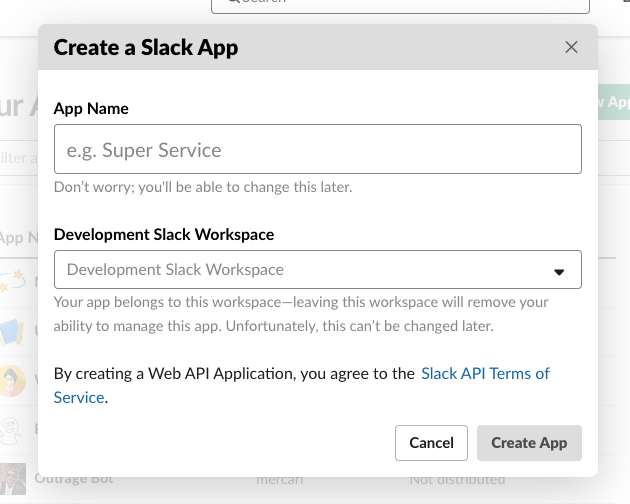 Search
Create a Slack App
App Name
e.g. Super Service
Don't worry; you'll be able to change this later.
Development Slack Workspace
Development Slack Workspace
Your app belongs to this workspace—leaving this workspace will remove your
ability to manage this app. Unfortunately, this can't be changed later.
By creating a Web API Application, you agree to the Slack API Terms of
Service.
Cancel
Create App
Outrage Bot
mercari
Not distributed